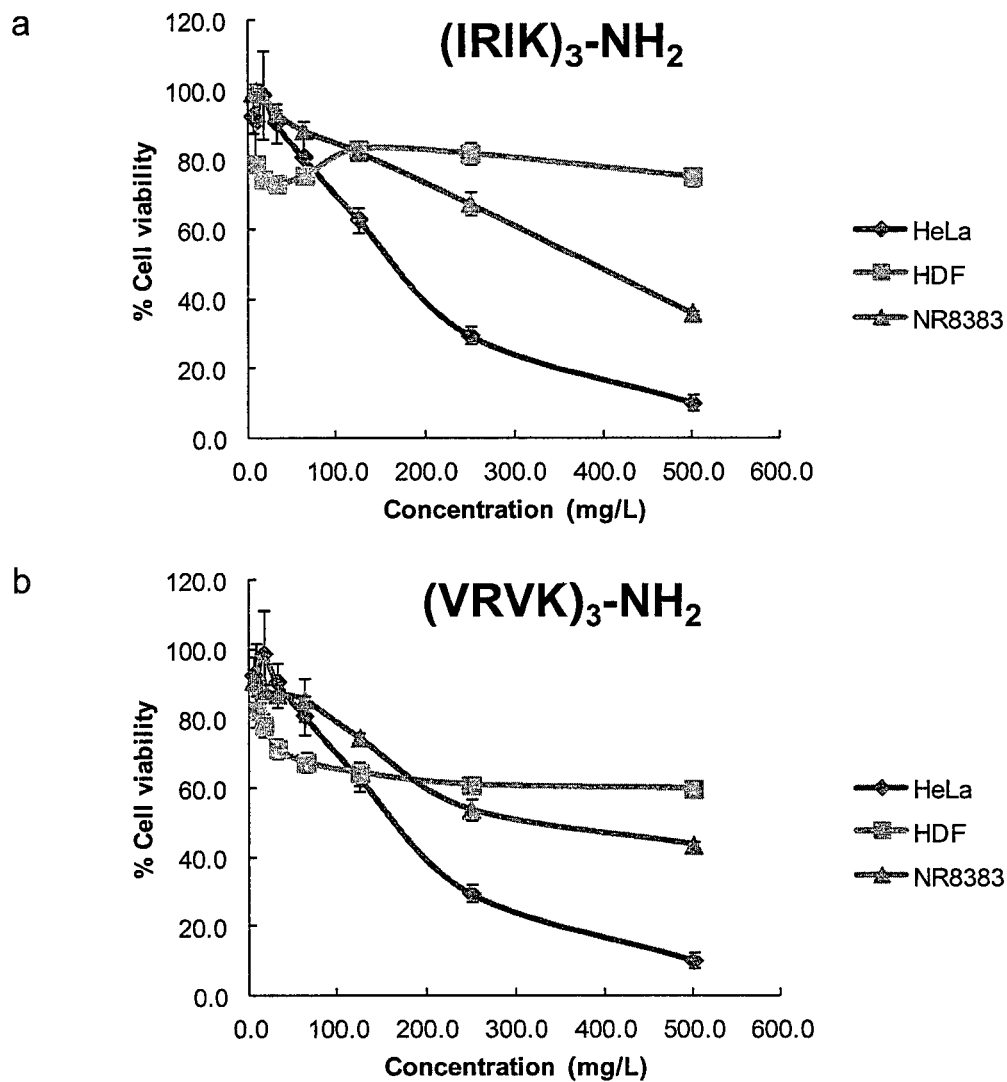 a
(IRIK)3-NH2
120.0
100.0
80.0
60.0
40.0
20.0
0.0
% Cell viability
0.0 100.0 200.0 300.0 400.0 500.0 600.0
Concentration (mg/L)
HeLa
HDF
NR8383
b
(VRVK)3-NH2
120.0
100.0
80.0
60.0
40.0
20.0
0.0
% Cell viability
0.0 100.0 200.0 300.0 400.0 500.0 600.0
Concentration (mg/L)
HeLa
HDF
NR8383